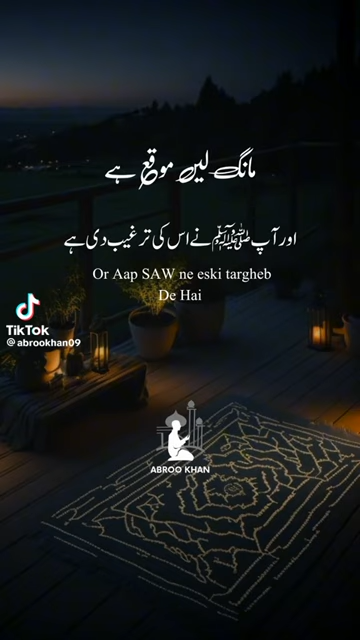 مانگ لیں موقع ہے
اور آپ ﷺ نے اس کی ترغیب دی ہے
Or Aap SAW ne eski targheb
De Hai
TikTok
@abrookhan09
ABROO KHAN